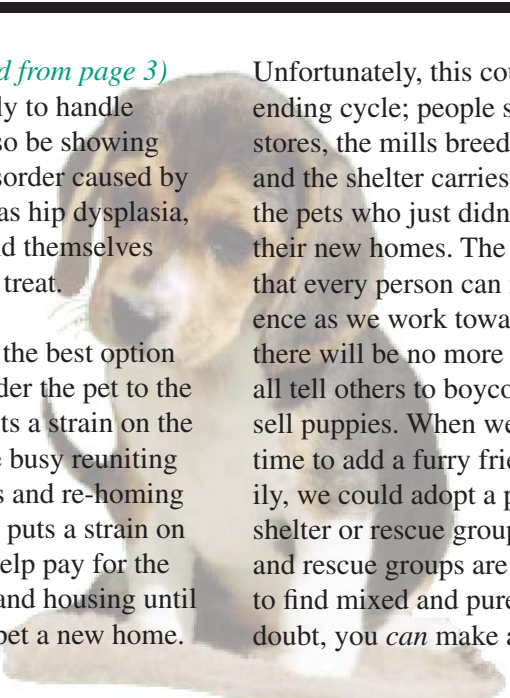 d from page 3)
ly to handle
so be showing
sorder caused by
as hip dysplasia,
d themselves
treat.
the best option
der the pet to the
ts a strain on the
e busy reuniting
s and re-homing
puts a strain on
elp pay for the
and housing until
pet a new home.
Unfortunately, this cou
ending cycle; people s
stores, the mills breed
and the shelter carries
the pets who just didn
their new homes. The
that every person can
ence as we work towa
there will be no more
all tell others to boyco
sell puppies. When we
time to add a furry frie
ily, we could adopt a p
shelter or rescue group
and rescue groups are
to find mixed and pure
doubt, you can make a